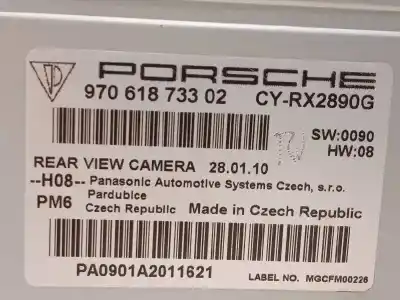 PORSCHE
970 618 733 02 CY-RX2890G
SW:0090
HW:08
REAR VIEW CAMERA 28.01.10
--H08-- Panasonic Automotive Systems Czech, s.r.o.
PM6 Pardubice
Czech Republic Made in Czech Republic
PA0901A2011621
LABEL NO. MGCFM00226